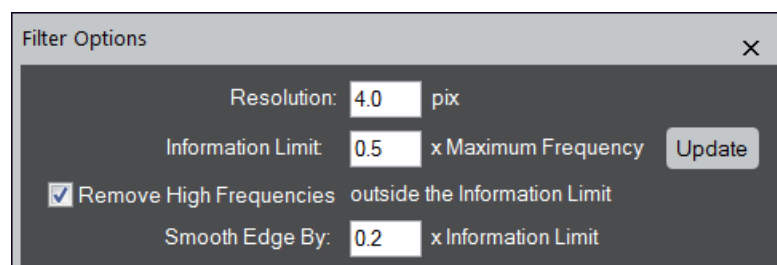 Filter Options
Resolution: 4.0 pix
Information Limit: 0.5 x Maximum Frequency Update
Remove High Frequencies outside the Information Limit
Smooth Edge By: 0.2 x Information Limit